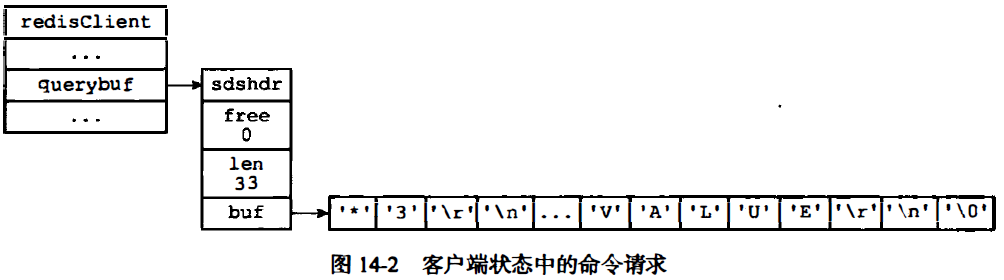 redisClient
...
querybuf
...
sdshdr
free
0
len
33
buf
'*' '3' '\r' '\n' ... 'V' 'A' 'L' 'U' 'E' '\r' '\n' '\0'
图 14-2 客户端状态中的命令请求